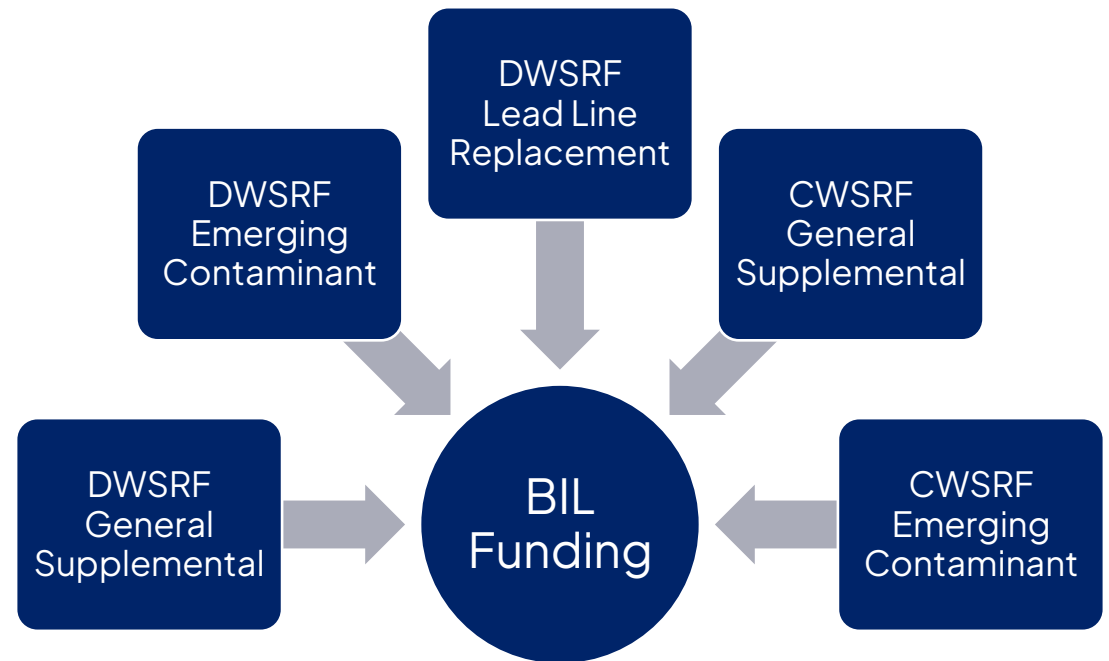 DWSRF
Lead Line
Replacement
DWSRF
Emerging
Contaminant
CWSRF
General
Supplemental
DWSRF
General
Supplemental
BIL
Funding
CWSRF
Emerging
Contaminant